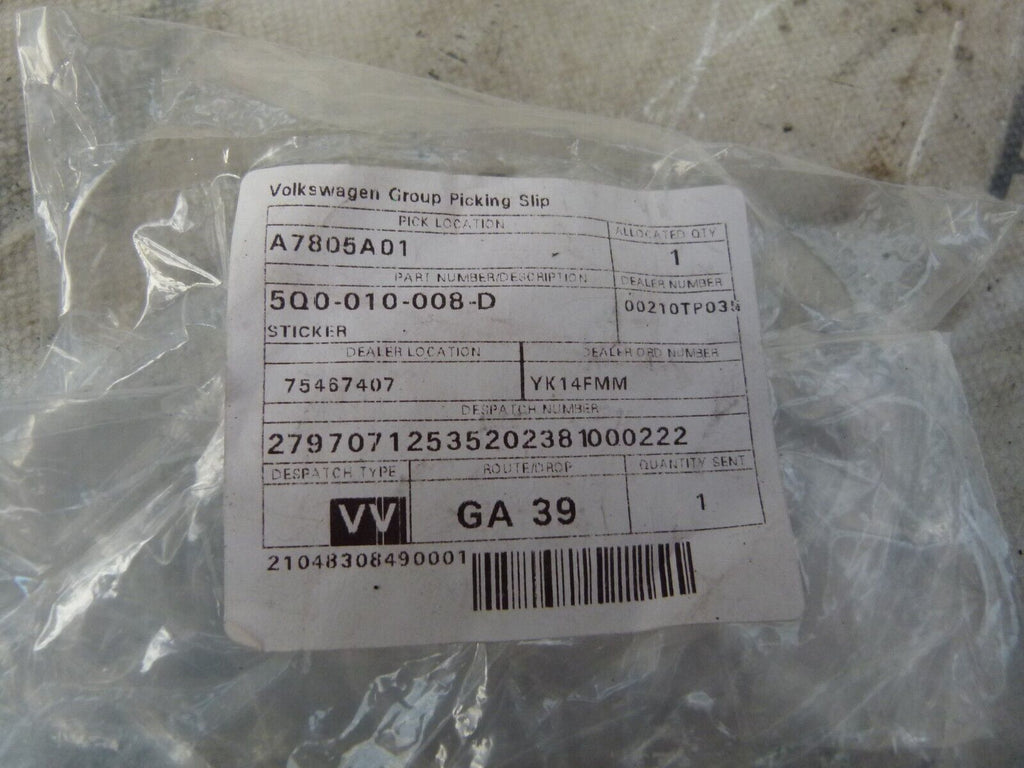 Volkswagen Group Picking Slip
PICK LOCATION ALLOCATED QTY
A7805A01 1
PART NUMBER/DESCRIPTION DEALER NUMBER
5Q0-010-008-D 00210TP035
STICKER
DEALER LOCATION DEALER ORD NUMBER
75467407 YK14FMM
DESPATCH NUMBER
27970712535202381000222
DESPATCH TYPE ROUTE/DROP QUANTITY SENT
VV GA 39 1
21048308490001